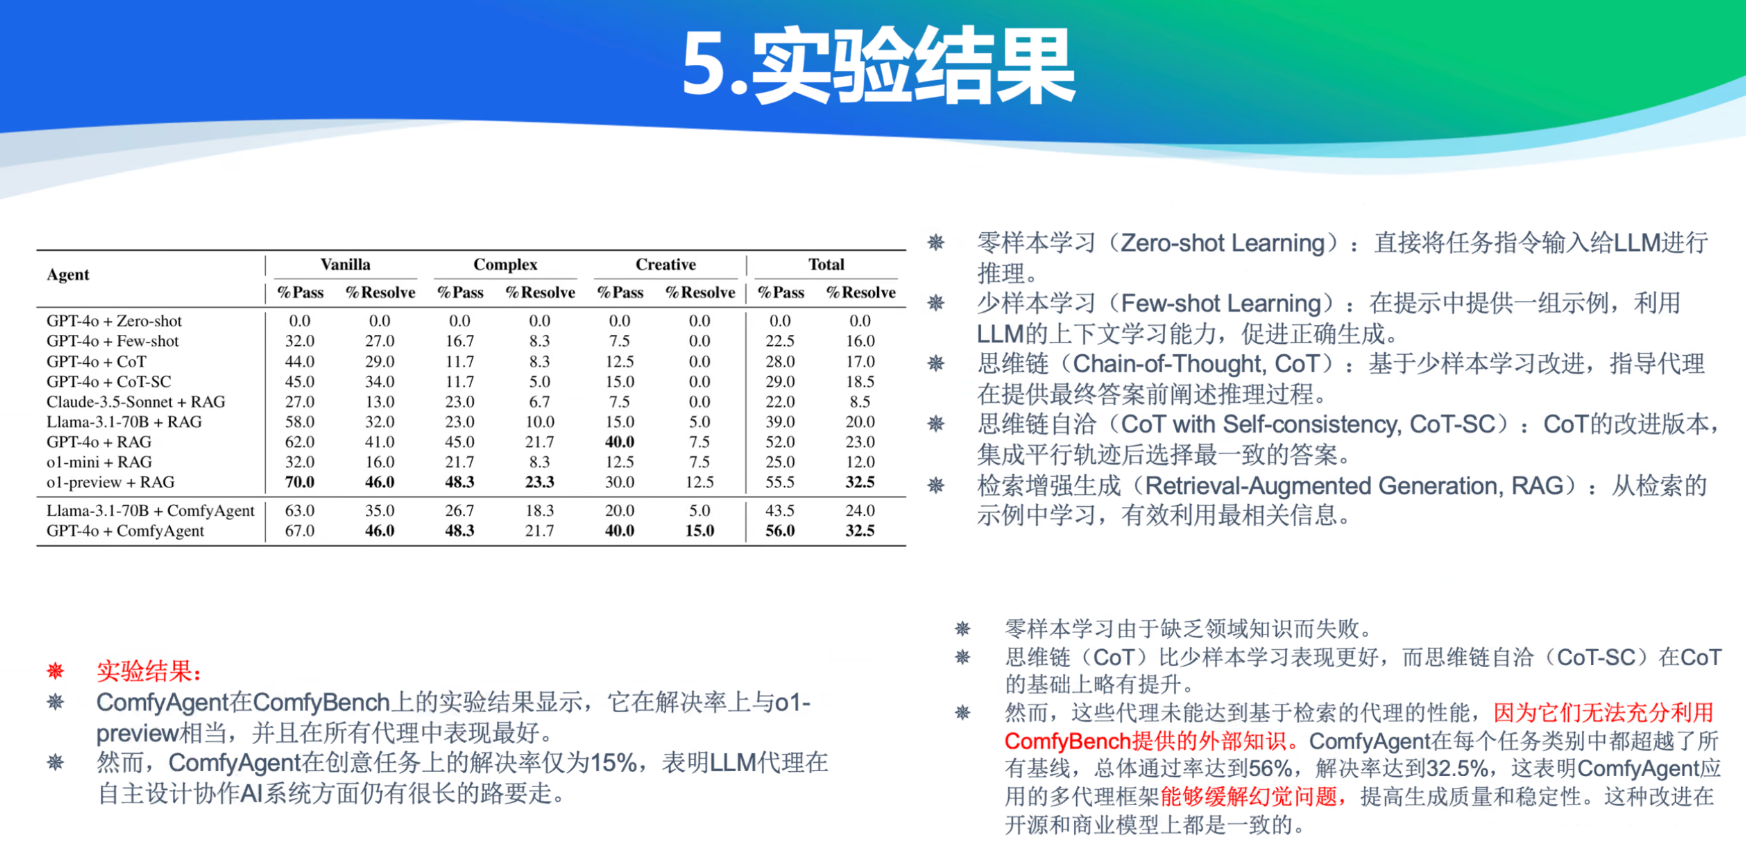 5.实验结果
Agent Vanilla Complex Creative Total
%Pass %Resolve %Pass %Resolve %Pass %Resolve %Pass %Resolve
GPT-4o + Zero-shot 0.0 0.0 0.0 0.0 0.0 0.0 0.0 0.0
GPT-4o + Few-shot 32.0 27.0 16.7 8.3 7.5 0.0 22.5 16.0
GPT-4o + CoT 44.0 29.0 11.7 8.3 12.5 0.0 28.0 17.0
GPT-4o + CoT-SC 45.0 34.0 11.7 5.0 15.0 0.0 29.0 18.5
Claude-3.5-Sonnet + RAG 27.0 13.0 23.0 6.7 7.5 0.0 22.0 8.5
Llama-3.1-70B + RAG 58.0 32.0 23.0 10.0 15.0 5.0 39.0 20.0
GPT-4o + RAG 62.0 41.0 45.0 21.7 40.0 7.5 52.0 23.0
o1-mini + RAG 32.0 16.0 21.7 8.3 12.5 7.5 25.0 12.0
o1-preview + RAG 70.0 46.0 48.3 23.3 30.0 12.5 55.5 32.5
Llama-3.1-70B + ComfyAgent 63.0 35.0 26.7 18.3 20.0 5.0 43.5 24.0
GPT-4o + ComfyAgent 67.0 46.0 48.3 21.7 40.0 15.0 56.0 32.5
零样本学习（Zero-shot Learning）：直接将任务指令输入给LLM进行
推理。
少样本学习（Few-shot Learning）：在提示中提供一组示例，利用
LLM的上下文学习能力，促进正确生成。
思维链（Chain-of-Thought, CoT）：基于少样本学习改进，指导代理
在提供最终答案前阐述推理过程。
思维链自洽（CoT with Self-consistency, CoT-SC）：CoT的改进版本，
集成平行轨迹后选择最一致的答案。
检索增强生成（Retrieval-Augmented Generation, RAG）：从检索的
示例中学习，有效利用最相关信息。
实验结果：
ComfyAgent在ComfyBench上的实验结果显示，它在解决率上与o1-
preview相当，并且在所有代理中表现最好。
然而，ComfyAgent在创意任务上的解决率仅为15%，表明LLM代理在
自主设计协作AI系统方面仍有很长的路要走。
零样本学习由于缺乏领域知识而失败。
思维链（CoT）比少样本学习表现更好，而思维链自洽（CoT-SC）在CoT
的基础上略有提升。
然而，这些代理未能达到基于检索的代理的性能，因为它们无法充分利用
ComfyBench提供的外部知识。ComfyAgent在每个任务类别中都超越了所
有基线，总体通过率达到56%，解决率达到32.5%，这表明ComfyAgent应
用的多代理框架能够缓解幻觉问题，提高生成质量和稳定性。这种改进在
开源和商业模型上都是一致的。